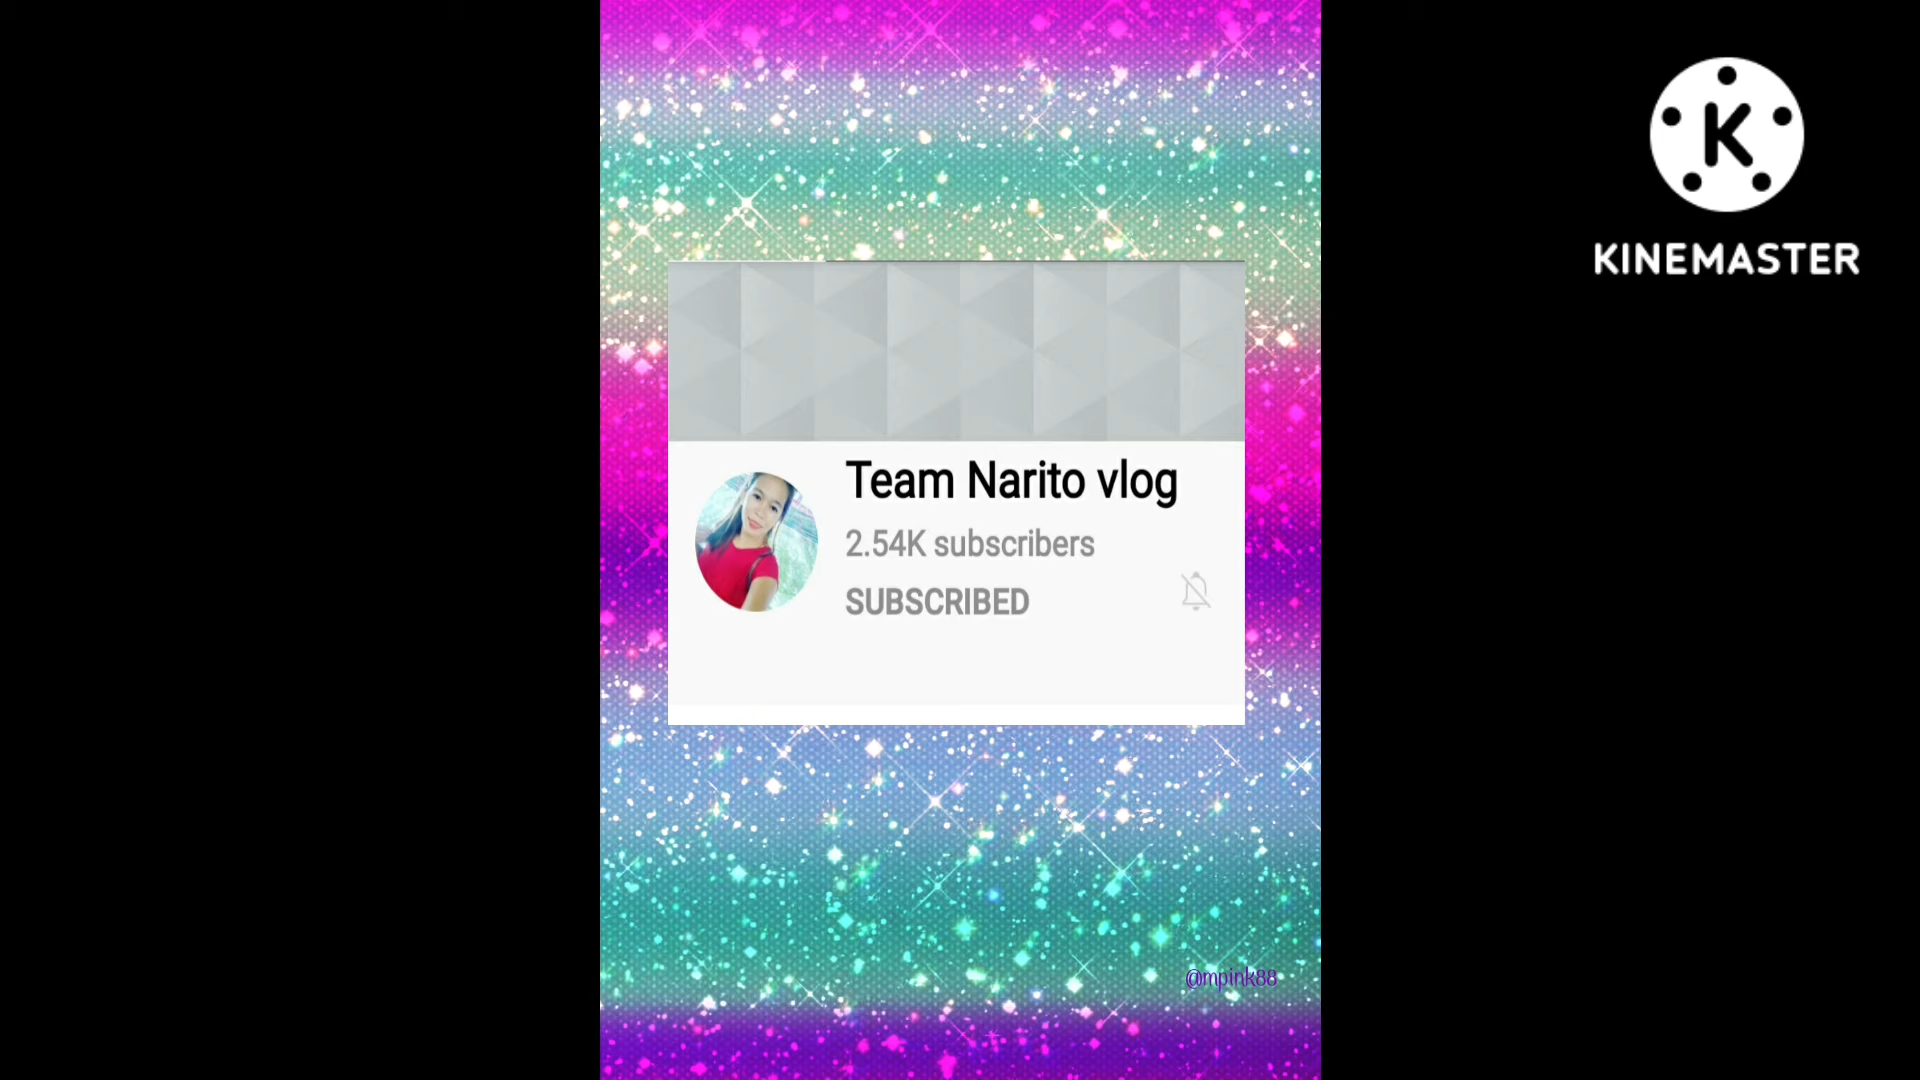 K
KINEMASTER
Team Narito vlog
2.54K subscribers
SUBSCRIBED
@mpink88